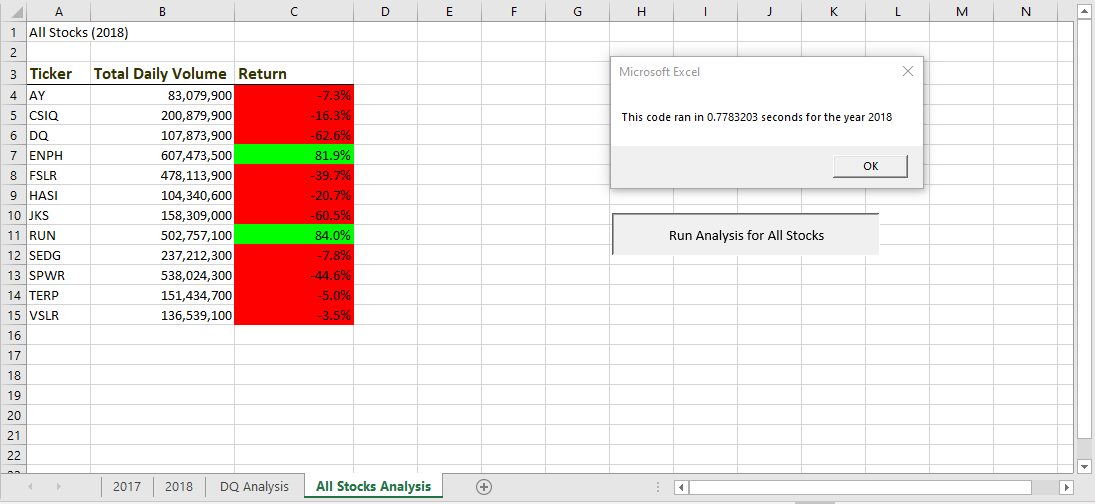 A B C D E F G H I J K L M N
1 All Stocks (2018)
2
3 Ticker Total Daily Volume Return
4 AY 83,079,900 -7.3%
5 CSIQ 200,879,900 -16.3%
6 DQ 107,873,900 -62.6%
7 ENPH 607,473,500 81.9%
8 FSLR 478,113,900 -39.7%
9 HASI 104,340,600 -20.7%
10 JKS 158,309,000 -60.5%
11 RUN 502,757,100 84.0%
12 SEDG 237,212,300 -7.8%
13 SPWR 538,024,300 -44.6%
14 TERP 151,434,700 -5.0%
15 VSLR 136,539,100 -3.5%
16
17
18
19
20
21
22
Microsoft Excel
This code ran in 0.7783203 seconds for the year 2018
OK
Run Analysis for All Stocks
2017 2018 DQ Analysis All Stocks Analysis